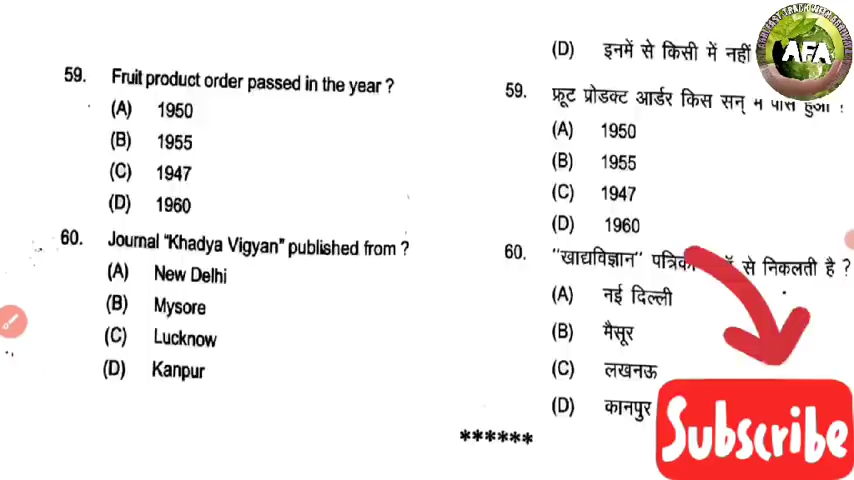 59. Fruit product order passed in the year ?
(A) 1950
(B) 1955
(C) 1947
(D) 1960
60. Journal "Khadya Vigyan" published from ?
(A) New Delhi
(B) Mysore
(C) Lucknow
(D) Kanpur
(D) इनमें से किसी में नहीं
59. फ्रूट प्रोडक्ट आर्डर किस सन् में पास हुआ ?
(A) 1950
(B) 1955
(C) 1947
(D) 1960
60. "खाद्यविज्ञान" से निकलती है ?
(A) नई दिल्ली
(B) मैसूर
(C) लखनऊ
(D) कानपुर
******
AFA
Subscribe